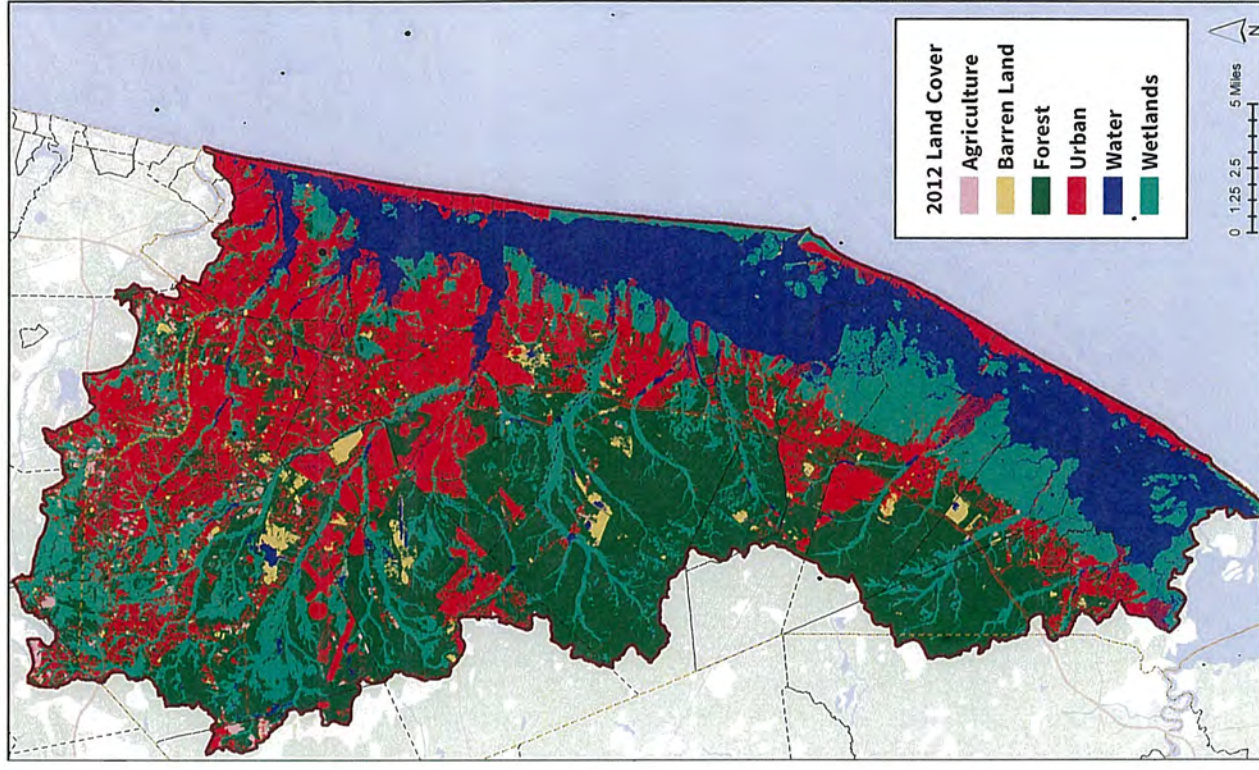 2012 Land Cover
Agriculture
Barren Land
Forest
Urban
Water
Wetlands
0 1:25 2.5 5 Miles
N